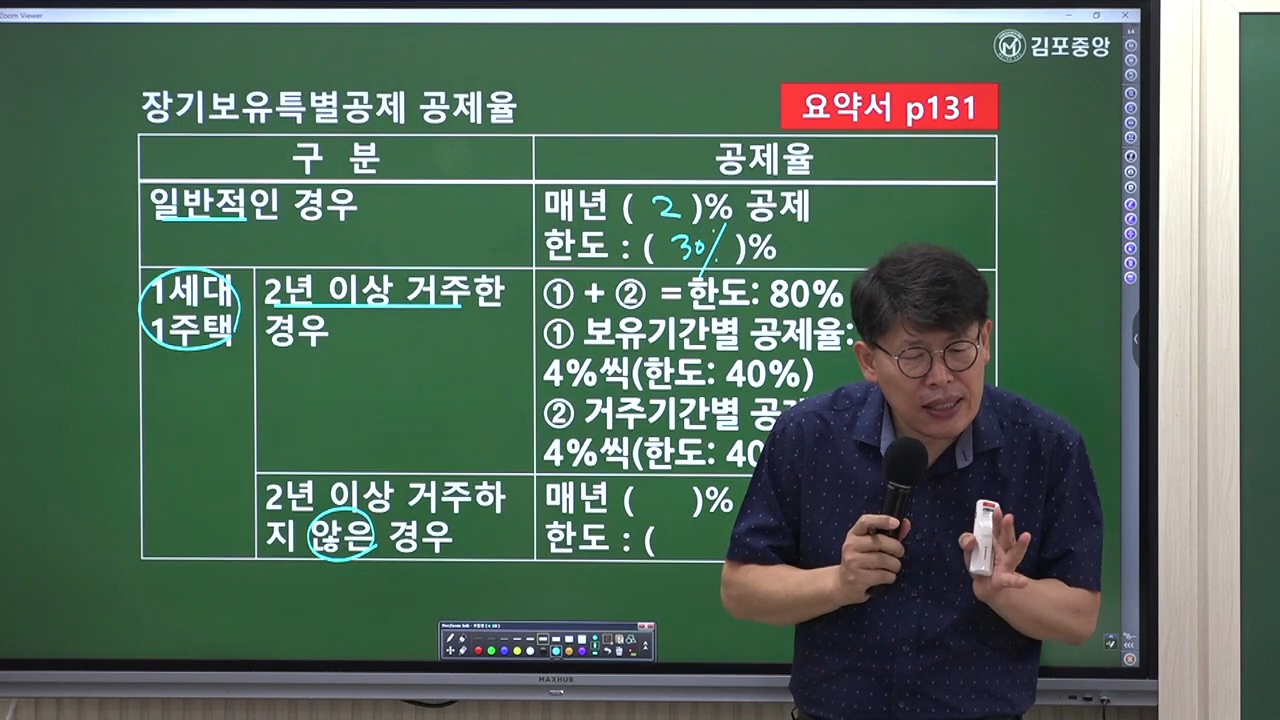 Zoom Viewer
김포중앙
장기보유특별공제 공제율
요약서 p131
구 분
공제율
일반적인 경우
매년 ( 2 )% 공제
한도 : ( 30% )%
1세대
1주택
2년 이상 거주한
경우
① + ② = 한도: 80%
① 보유기간별 공제율:
4%씩(한도: 40%)
② 거주기간별
4%씩(한도:
2년 이상 거주하
지 않은 경우
매년 ( )%
한도 : (
MAXHUB